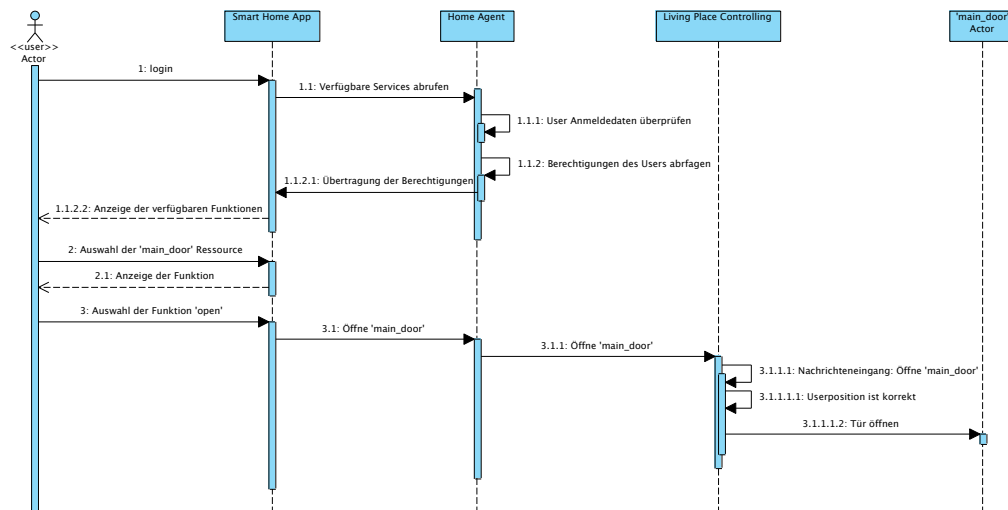 Smart Home App
Home Agent
Living Place Controlling
'main_door'
Actor
<<user>>
Actor
1: login
1.1: Verfügbare Services abrufen
1.1.1: User Anmeldedaten überprüfen
1.1.2: Berechtigungen des Users abrfagen
1.1.2.1: Übertragung der Berechtigungen
1.1.2.2: Anzeige der verfügbaren Funktionen
2: Auswahl der 'main_door' Ressource
2.1: Anzeige der Funktion
3: Auswahl der Funktion 'open'
3.1: Öffne 'main_door'
3.1.1: Öffne 'main_door'
3.1.1.1: Nachrichteneingang: Öffne 'main_door'
3.1.1.1.1: Userposition ist korrekt
3.1.1.1.2: Tür öffnen